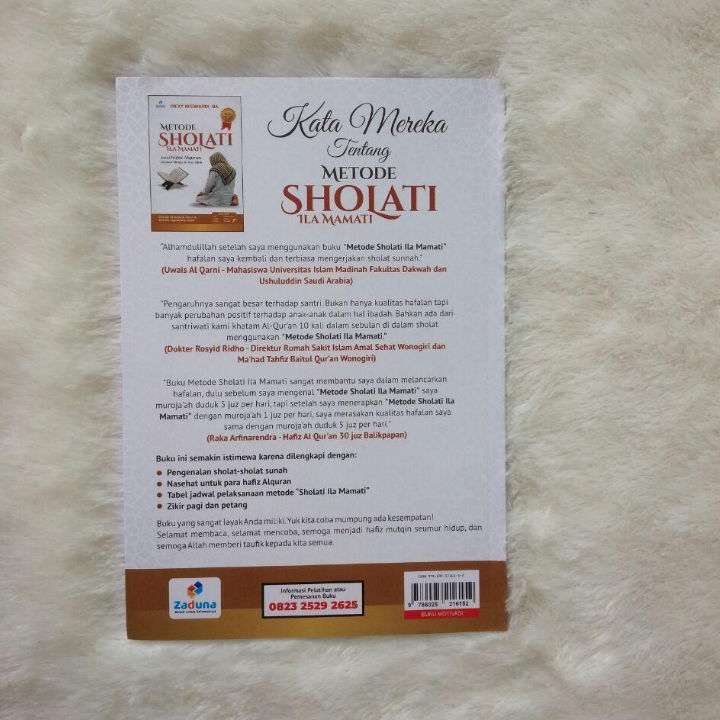 METODE
SHOLATI
ILA MAMATI
Kata Mereka
Tentang
METODE
SHOLATI
ILA MAMATI
"Alhamdulillah setelah saya menggunakan buku "Metode Sholati Ila Mamati"
hafalan saya kembali dan terbiasa mengerjakan sholat sunnah."
(Uwais Al Qarni - Mahasiswa Universitas Islam Madinah Fakultas Dakwah dan
Ushuluddin Saudi Arabia)
"Pengaruhnya sangat besar terhadap santri. Bukan hanya kualitas hafalan tapi
banyak perubahan positif terhadap anak-anak dalam hal ibadah. Bahkan ada dari
santriwati kami khatam Al-Qur'an 10 kali dalam sebulan di dalam sholat
menggunakan "Metode Sholati Ila Mamati."
(Dokter Rosyid Ridho - Direktur Rumah Sakit Islam Amal Sehat Wonogiri dan
Ma'had Tahfiz Baitul Qur'an Wonogiri)
"Buku Metode Sholati Ila Mamati sangat membantu saya dalam melancarkan
hafalan, dulu sebelum saya mengenal "Metode Sholati Ila Mamati" saya
muroja'ah duduk 5 juz per hari, tapi setelah saya menerapkan "Metode Sholati Ila
Mamati" dengan muroja'ah 1 juz per hari, saya merasakan kualitas hafalan saya
sama dengan muroja'ah duduk 5 juz per hari."
(Raka Arfinarendra - Hafiz Al Qur'an 30 juz Balikpapan)
Buku ini semakin istimewa karena dilengkapi dengan:
Pengenalan sholat-sholat sunah
Nasehat untuk para hafiz Alquran
Tabel jadwal pelaksanaan metode "Sholati Ila Mamati"
Zikir pagi dan petang
Buku yang sangat layak Anda miliki. Yuk kita coba mumpung ada kesempatan!
Selamat membaca, selamat mencoba, semoga menjadi hafiz mutqin seumur hidup, dan
semoga Allah memberi taufik kepada kita semua.
Zaduna
Informasi Pelatihan atau
Pemesanan Buku
0823 2529 2625
9 786025 216152
BUKU MOTIVASI